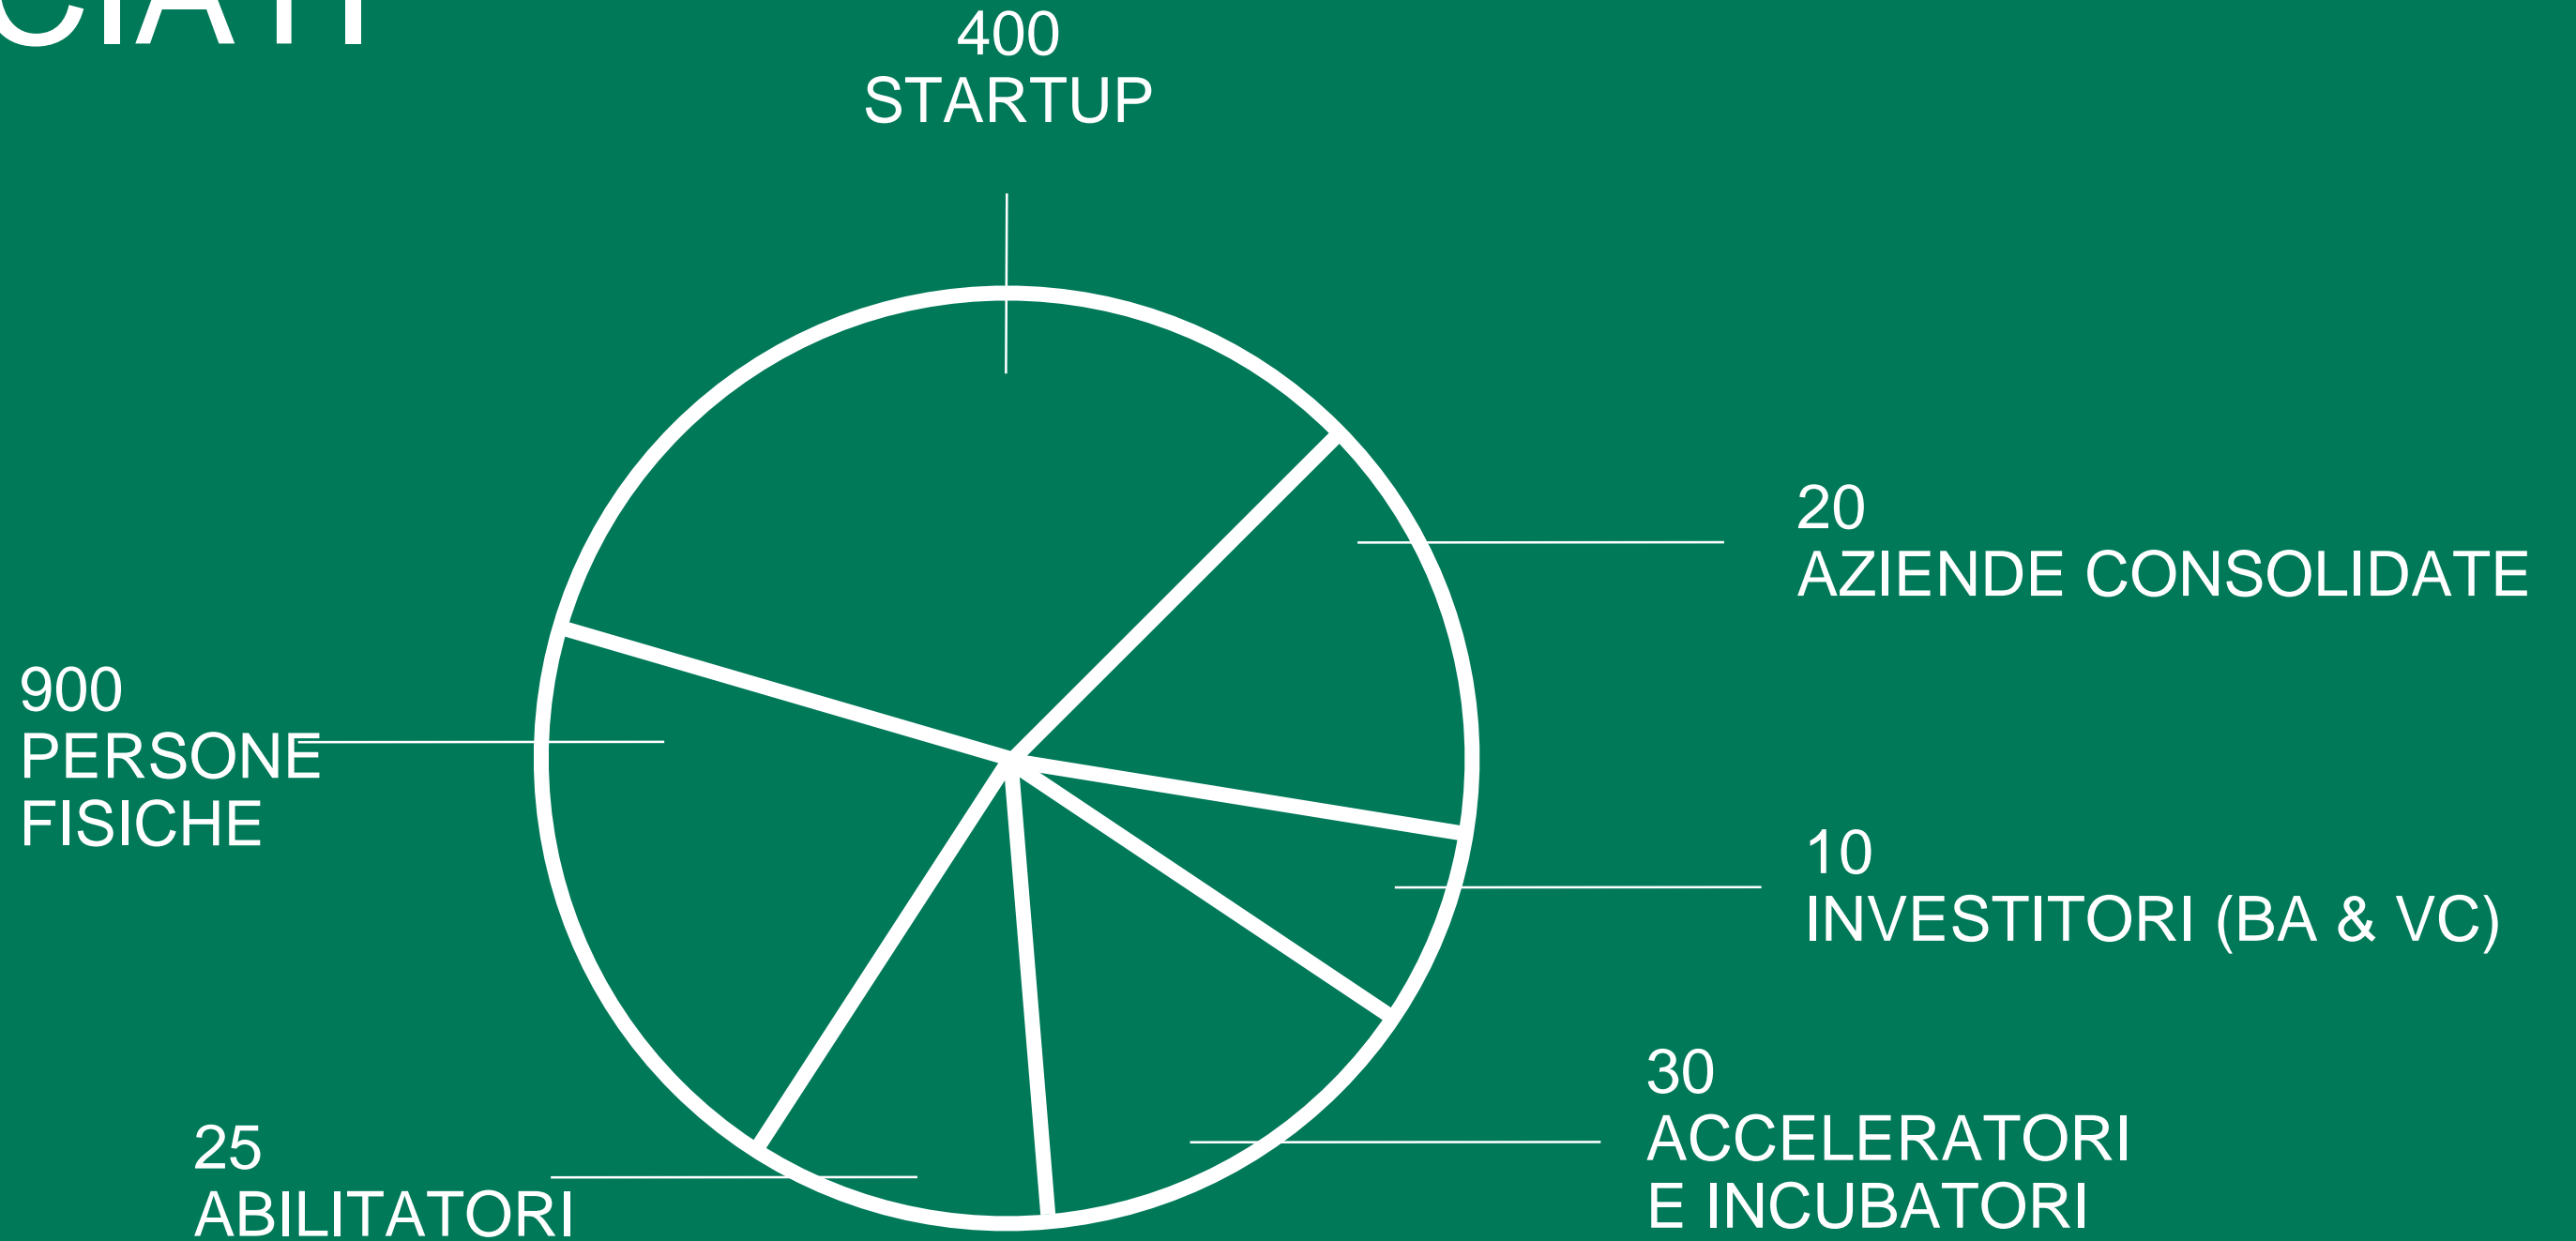 400
STARTUP
20
AZIENDE CONSOLIDATE
900
PERSONE
FISICHE
10
INVESTITORI (BA & VC)
30
ACCELERATORI
E INCUBATORI
25
ABILITATORI